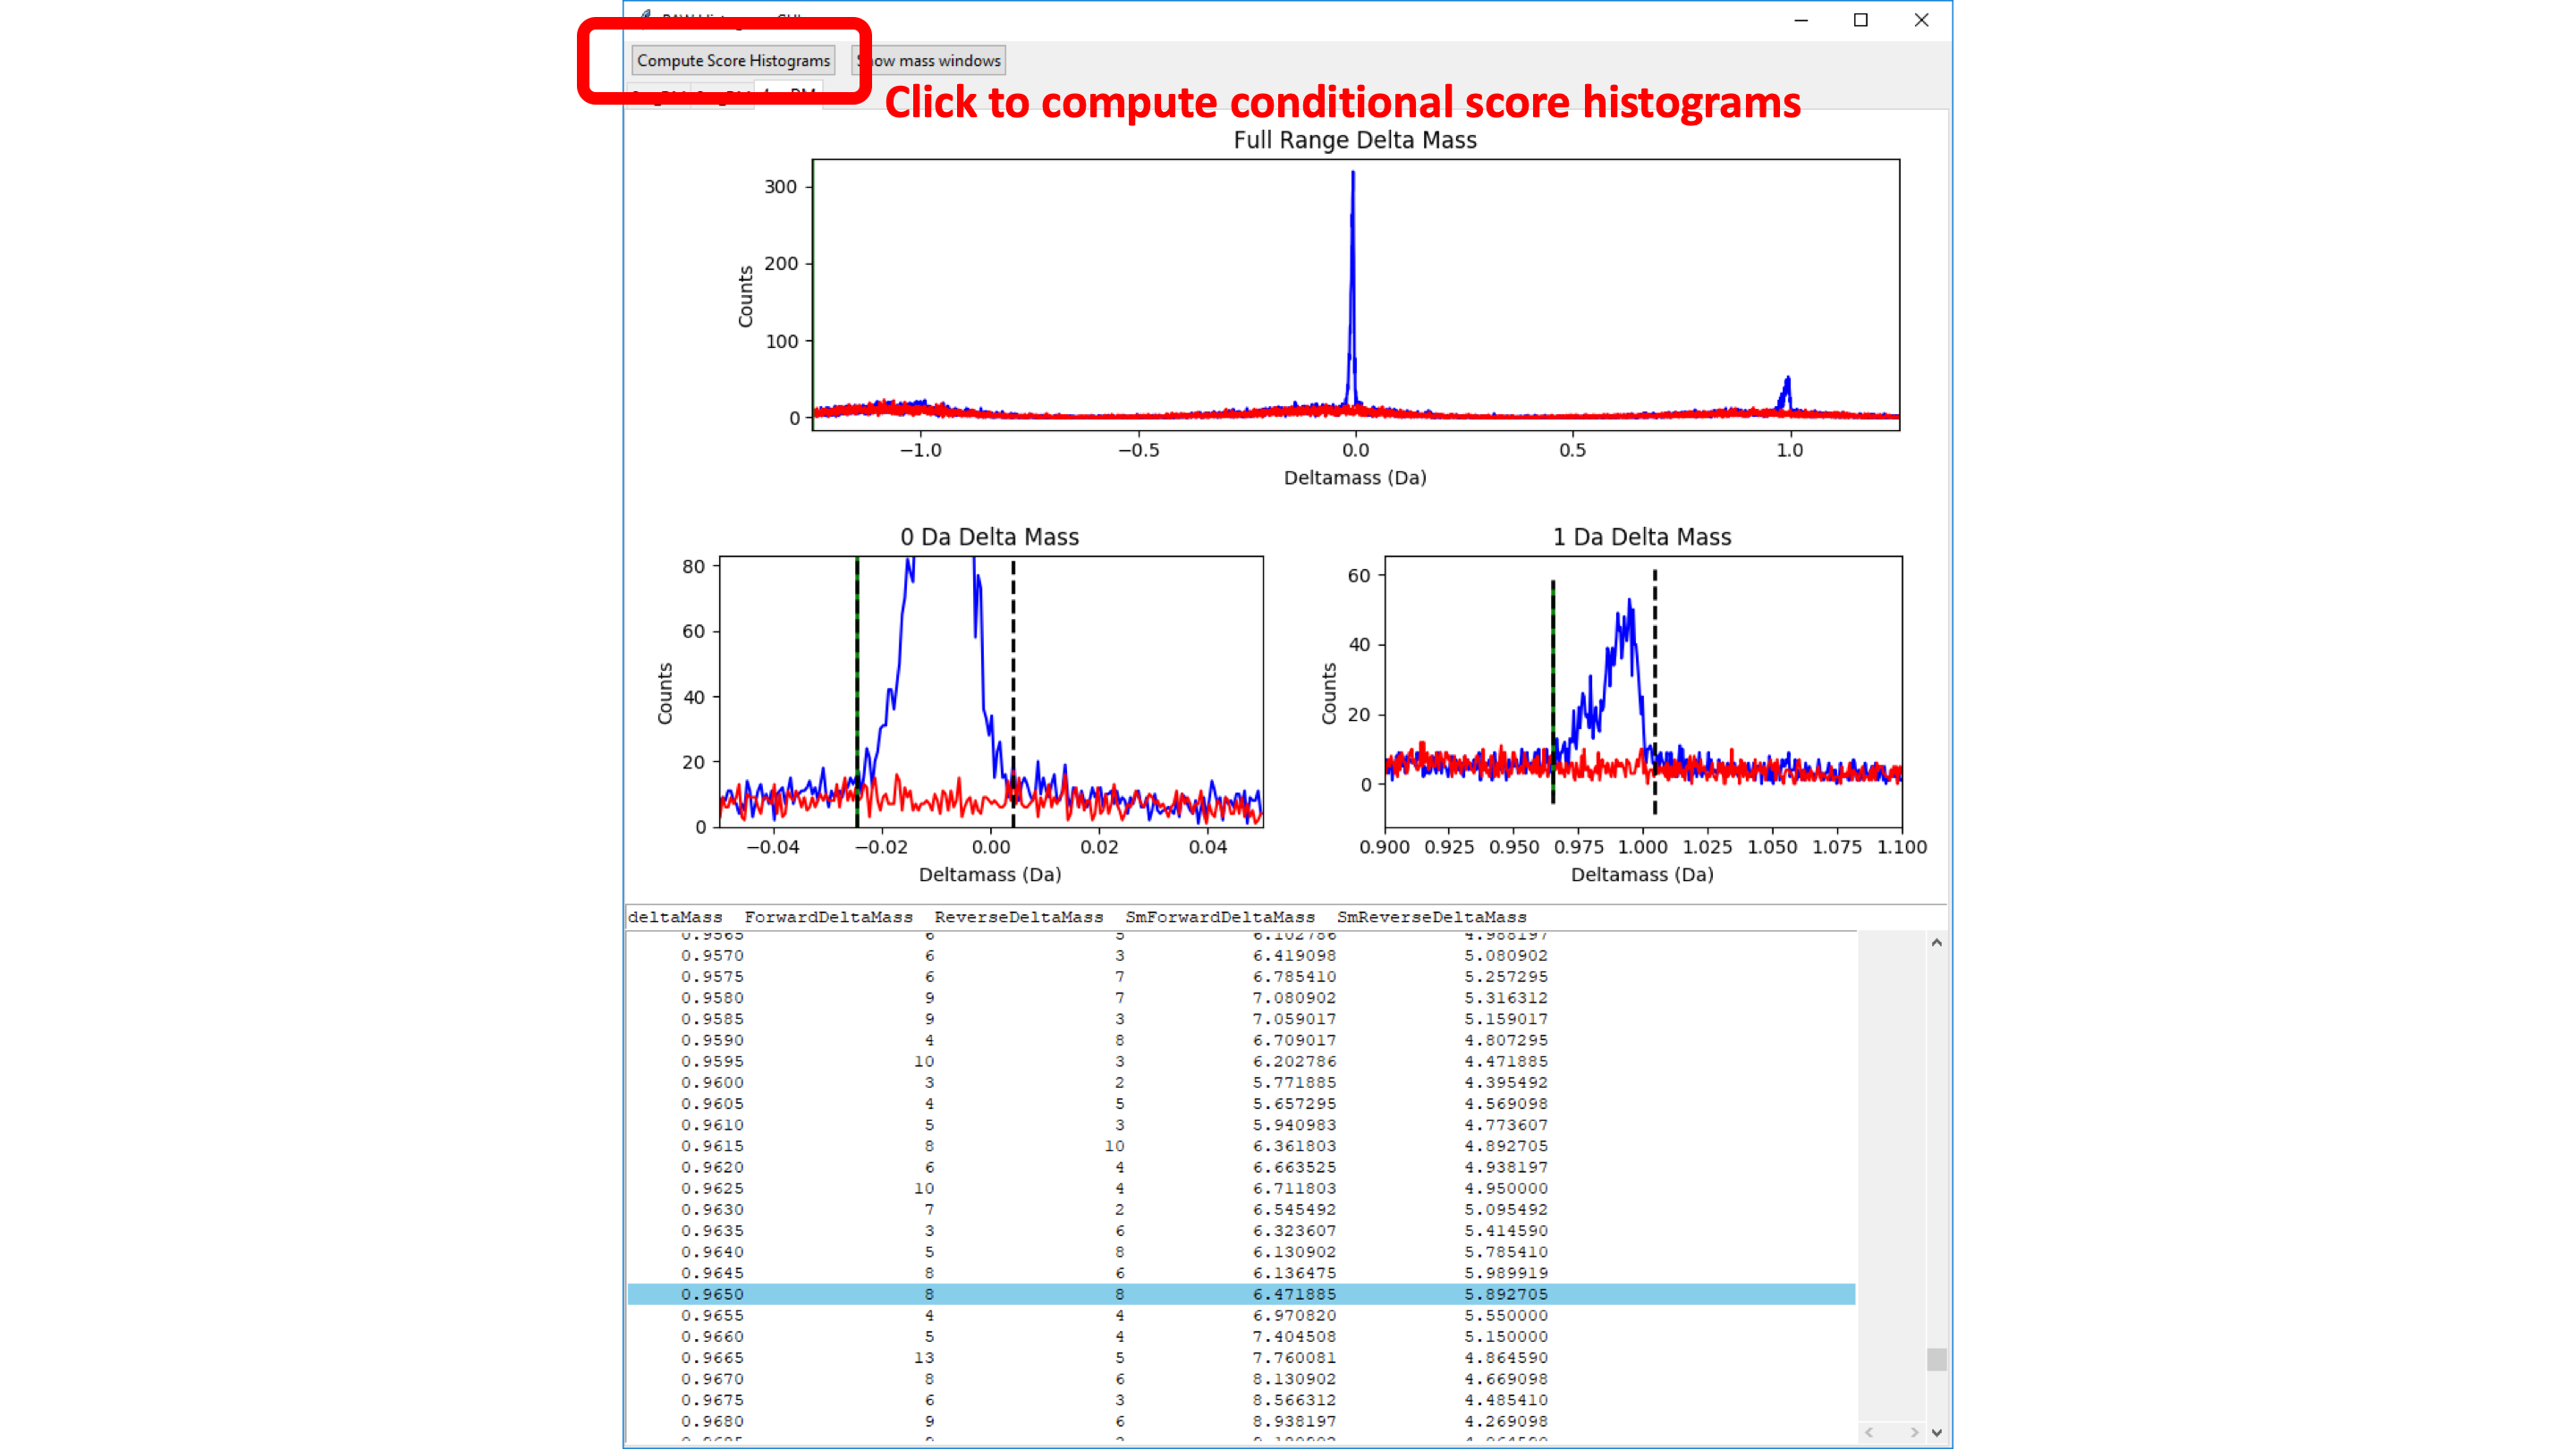 Compute Score Histograms
Show mass windows
Click to compute conditional score histograms
Full Range Delta Mass
300
200
100
0
Counts
−1.0 −0.5 0.0 0.5 1.0
Deltamass (Da)
0 Da Delta Mass
80
60
40
20
0
Counts
−0.04 −0.02 0.00 0.02 0.04
Deltamass (Da)
1 Da Delta Mass
60
40
20
0
Counts
0.900 0.925 0.950 0.975 1.000 1.025 1.050 1.075 1.100
Deltamass (Da)
deltaMass ForwardDeltaMass ReverseDeltaMass SmForwardDeltaMass SmReverseDeltaMass
0.9565 6 5 6.102786 4.988197
0.9570 6 3 6.419098 5.080902
0.9575 6 7 6.785410 5.257295
0.9580 9 7 7.080902 5.316312
0.9585 9 3 7.059017 5.159017
0.9590 4 8 6.709017 4.807295
0.9595 10 3 6.202786 4.471885
0.9600 3 2 5.771885 4.395492
0.9605 4 5 5.657295 4.569098
0.9610 5 3 5.940983 4.773607
0.9615 8 10 6.361803 4.892705
0.9620 6 4 6.663525 4.938197
0.9625 10 4 6.711803 4.950000
0.9630 7 2 6.545492 5.095492
0.9635 3 6 6.323607 5.414590
0.9640 5 8 6.130902 5.785410
0.9645 8 6 6.136475 5.989919
0.9650 8 8 6.471885 5.892705
0.9655 4 4 6.970820 5.550000
0.9660 5 4 7.404508 5.150000
0.9665 13 5 7.760081 4.864590
0.9670 8 6 8.130902 4.669098
0.9675 6 3 8.566312 4.485410
0.9680 9 6 8.938197 4.269098